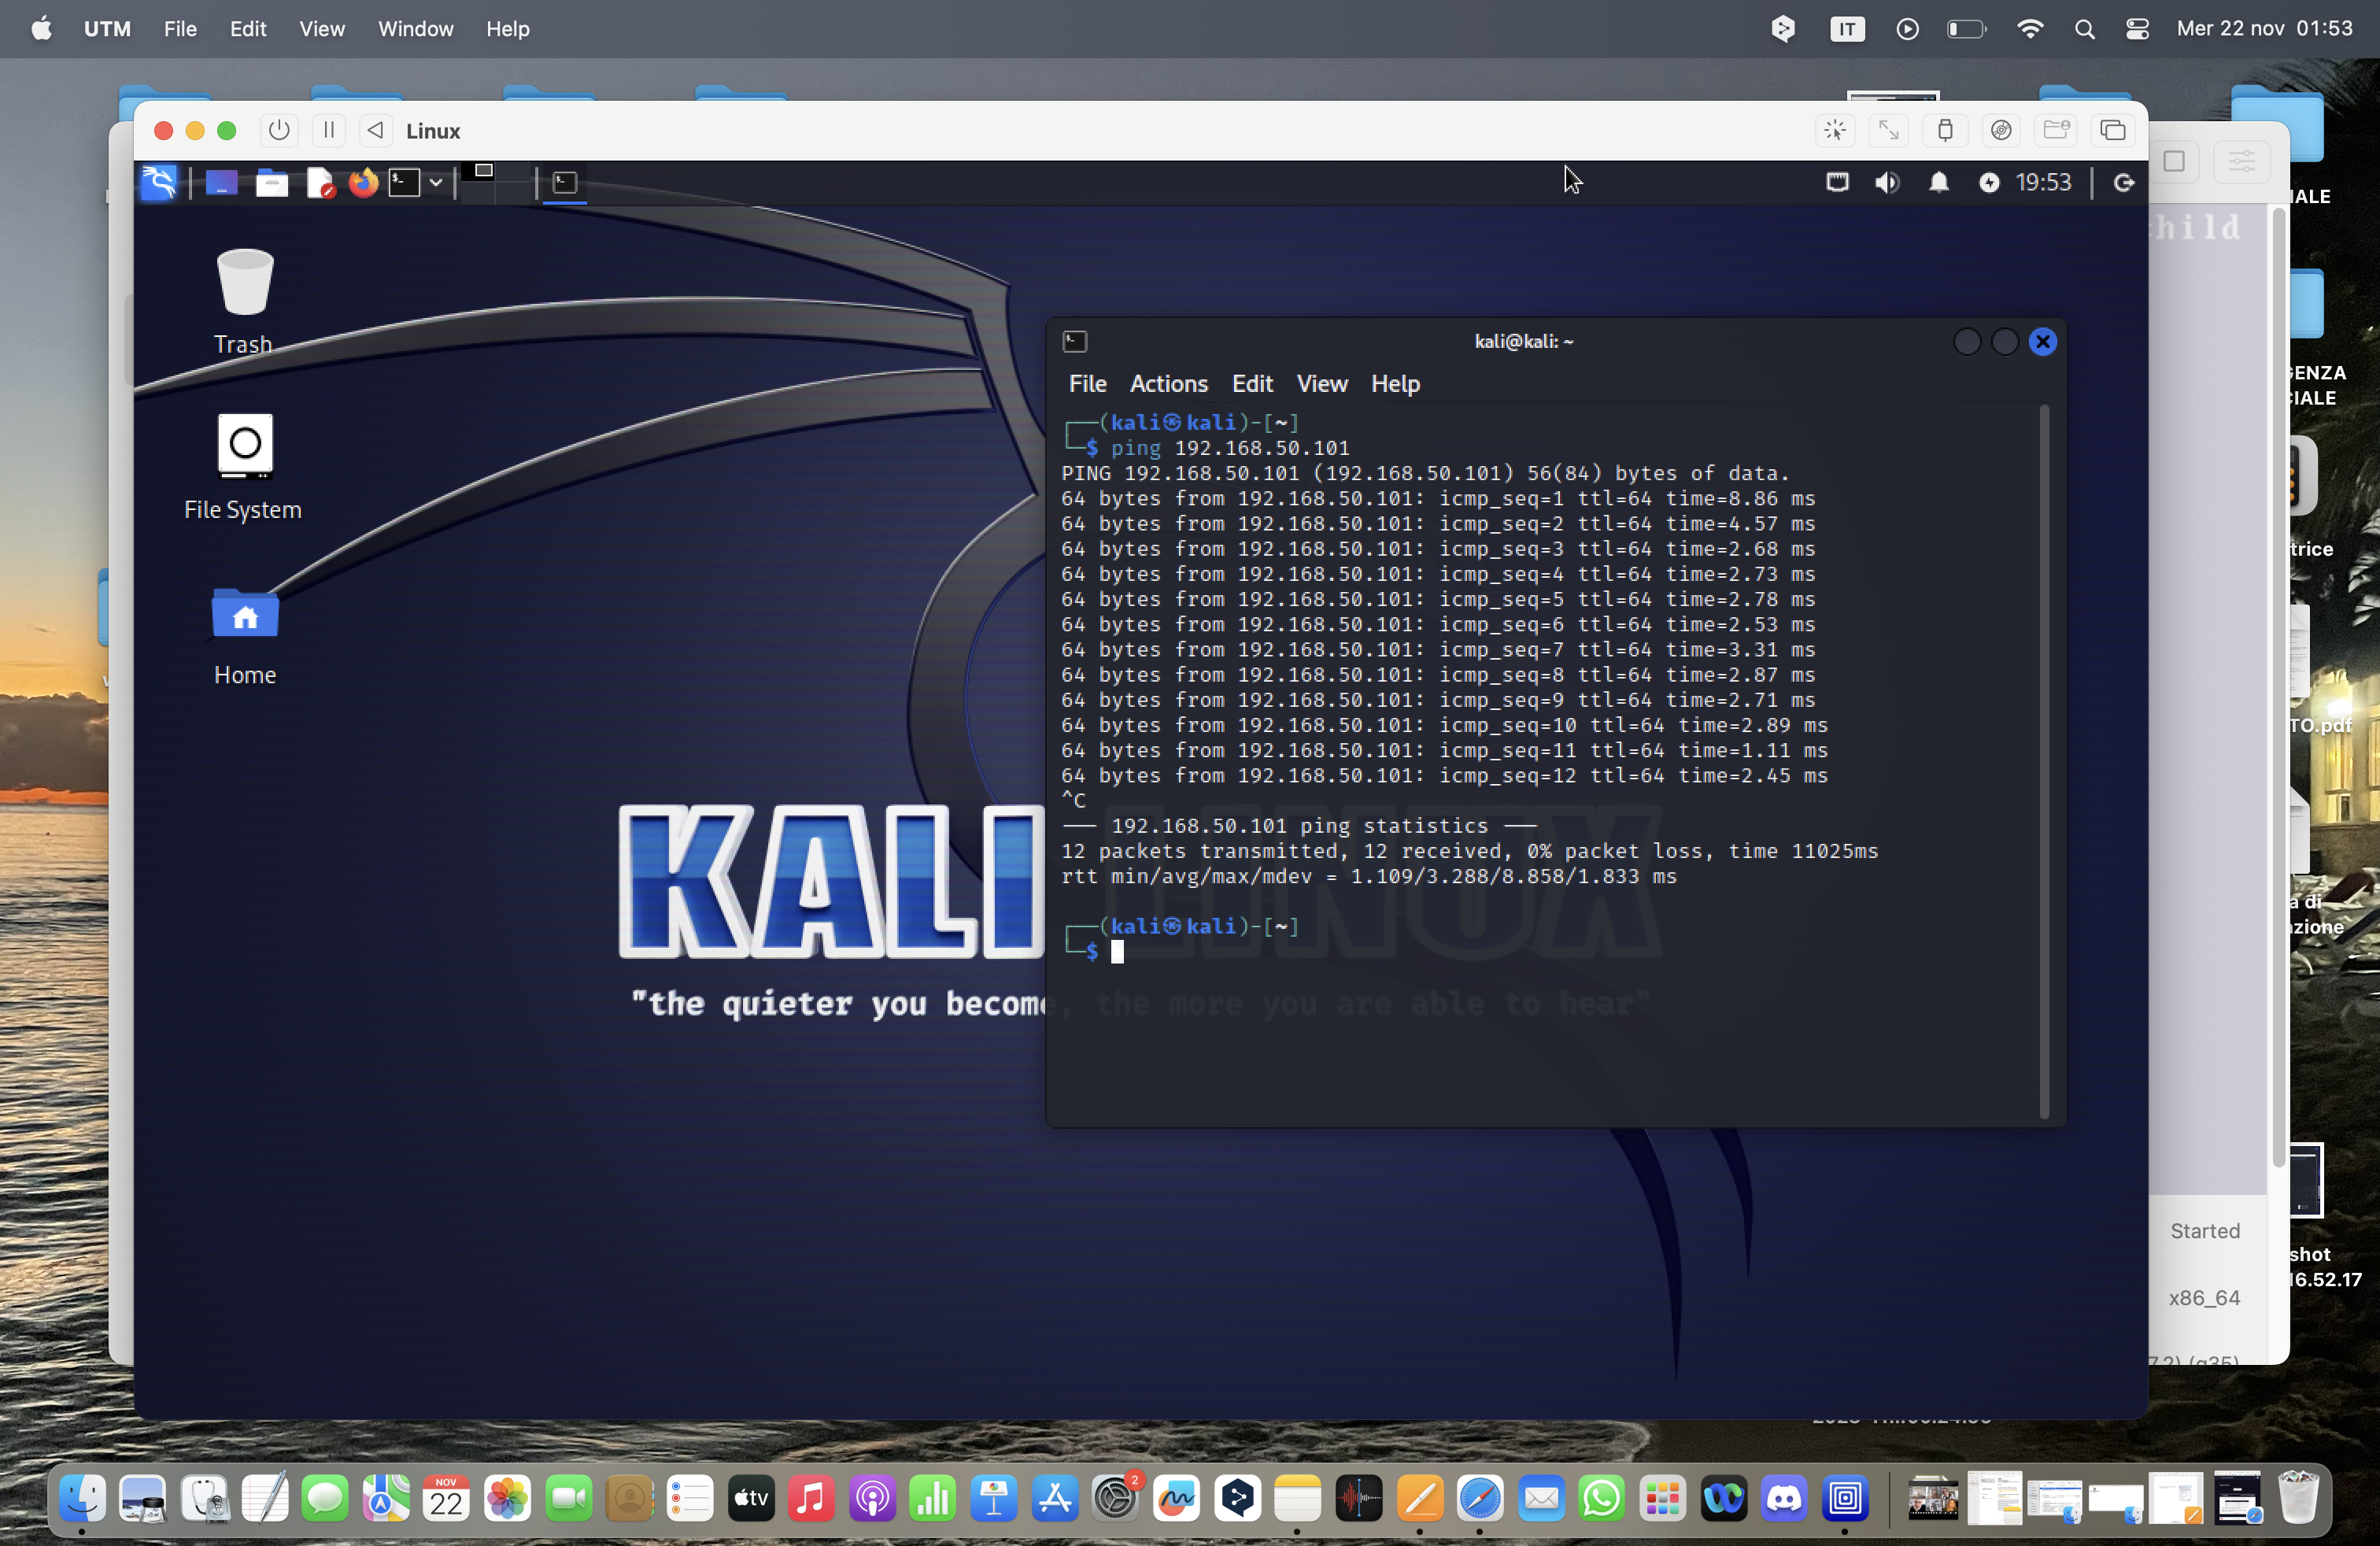 UTM File Edit View Window Help IT Mer 22 nov 01:53
Linux
19:53
Trash
File System
Home
KALI LINUX
"the quieter you become, the more you are able to hear"
kali@kali: ~
File Actions Edit View Help
┌──(kali㉿kali)-[~]
└─$ ping 192.168.50.101
PING 192.168.50.101 (192.168.50.101) 56(84) bytes of data.
64 bytes from 192.168.50.101: icmp_seq=1 ttl=64 time=8.86 ms
64 bytes from 192.168.50.101: icmp_seq=2 ttl=64 time=4.57 ms
64 bytes from 192.168.50.101: icmp_seq=3 ttl=64 time=2.68 ms
64 bytes from 192.168.50.101: icmp_seq=4 ttl=64 time=2.73 ms
64 bytes from 192.168.50.101: icmp_seq=5 ttl=64 time=2.78 ms
64 bytes from 192.168.50.101: icmp_seq=6 ttl=64 time=2.53 ms
64 bytes from 192.168.50.101: icmp_seq=7 ttl=64 time=3.31 ms
64 bytes from 192.168.50.101: icmp_seq=8 ttl=64 time=2.87 ms
64 bytes from 192.168.50.101: icmp_seq=9 ttl=64 time=2.71 ms
64 bytes from 192.168.50.101: icmp_seq=10 ttl=64 time=2.89 ms
64 bytes from 192.168.50.101: icmp_seq=11 ttl=64 time=1.11 ms
64 bytes from 192.168.50.101: icmp_seq=12 ttl=64 time=2.45 ms
^C
─── 192.168.50.101 ping statistics ───
12 packets transmitted, 12 received, 0% packet loss, time 11025ms
rtt min/avg/max/mdev = 1.109/3.288/8.858/1.833 ms
┌──(kali㉿kali)-[~]
└─$
hild
IALE
GENZA
CIALE
trice
TO.pdf
a di
azione
Started
shot
16.52.17
x86_64
NOV
22
tv
2